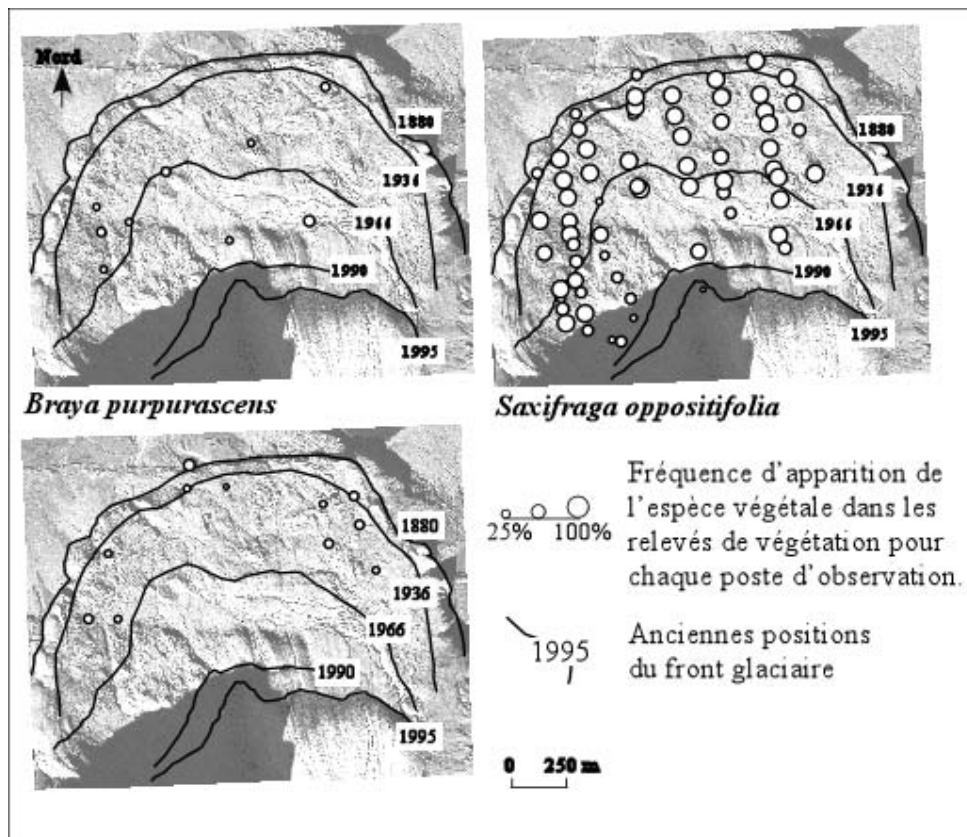 Nord
1880
1936
1966
1990
1995
Braya purpurascens
1880
1936
1966
1990
1995
Saxifraga oppositifolia
1880
1936
1966
1990
1995
25% 100%
Fréquence d'apparition de
l'espèce végétale dans les
relevés de végétation pour
chaque poste d'observation.
1995
Anciennes positions
du front glaciaire
0 250 m